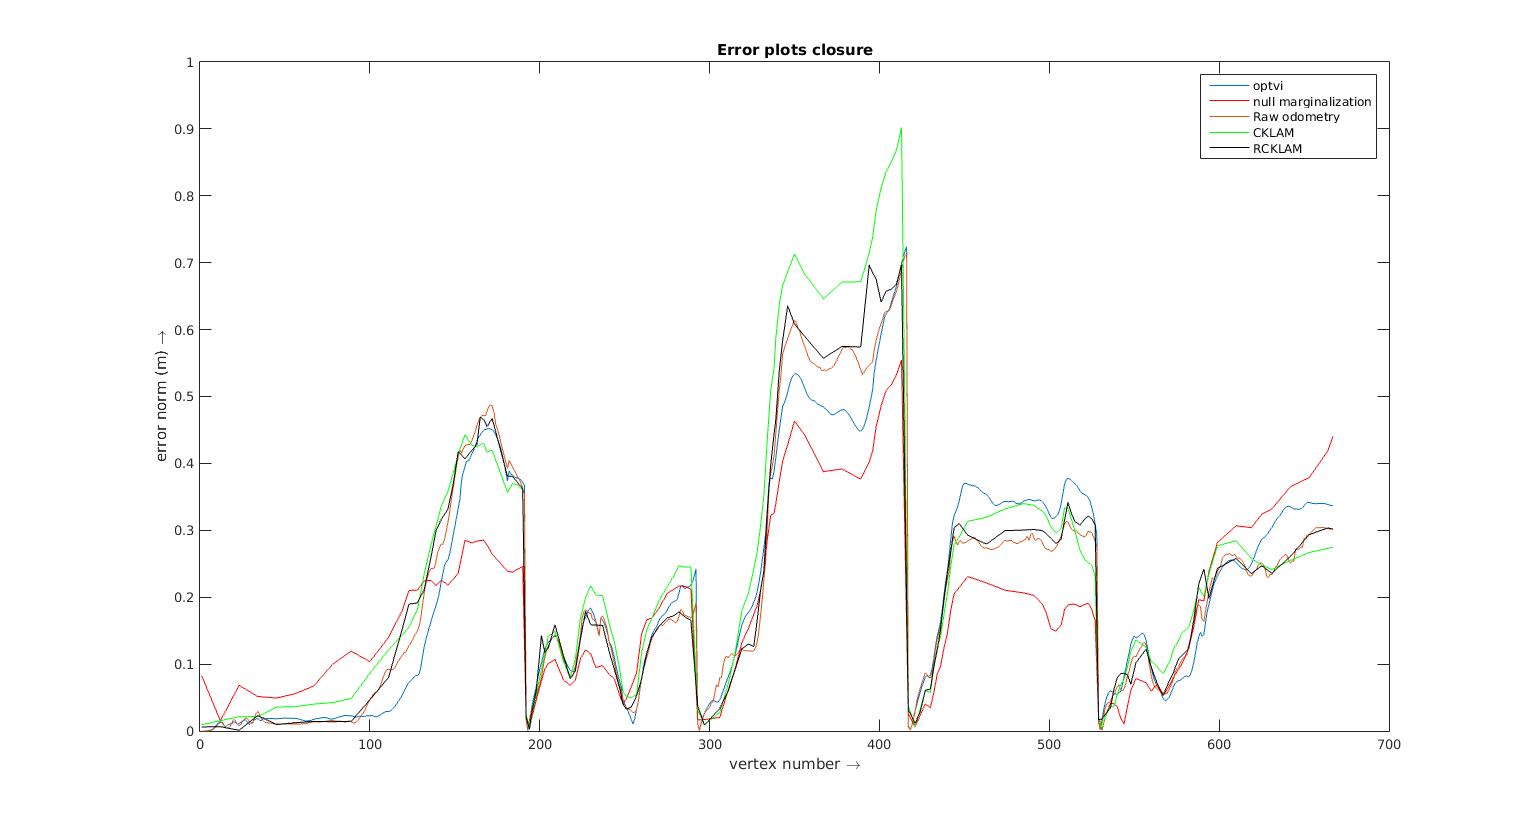 Error plots closure
1
0.9
0.8
0.7
0.6
0.5
0.4
0.3
0.2
0.1
0
error norm (m) →
optvi
null marginalization
Raw odometry
CKLAM
RCKLAM
0 100 200 300 400 500 600 700
vertex number →